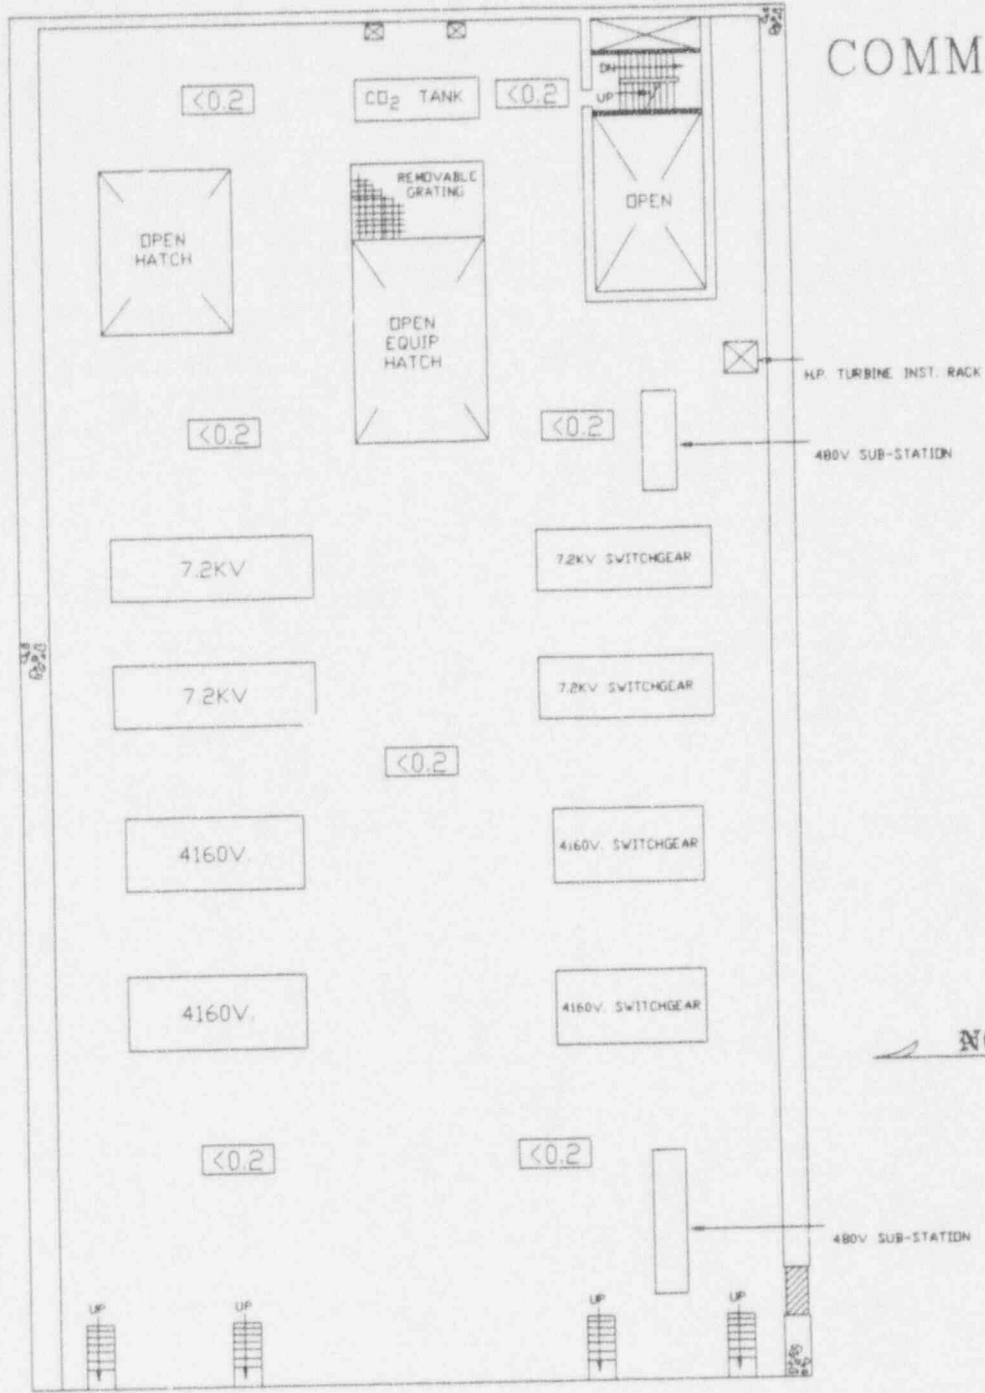 COMM
DN
UP
<0.2
CO2 TANK
<0.2
REMOVABLE
GRATING
OPEN
OPEN
HATCH
OPEN
EQUIP
HATCH
H.P. TURBINE INST. RACK
<0.2
<0.2
480V SUB-STATION
7.2KV
7.2KV SWITCHGEAR
7.2KV
7.2KV SWITCHGEAR
<0.2
4160V.
4160V. SWITCHGEAR
4160V.
4160V. SWITCHGEAR
<0.2
<0.2
480V SUB-STATION
UP
UP
UP
UP